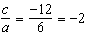 c/a = -12/6 = -2